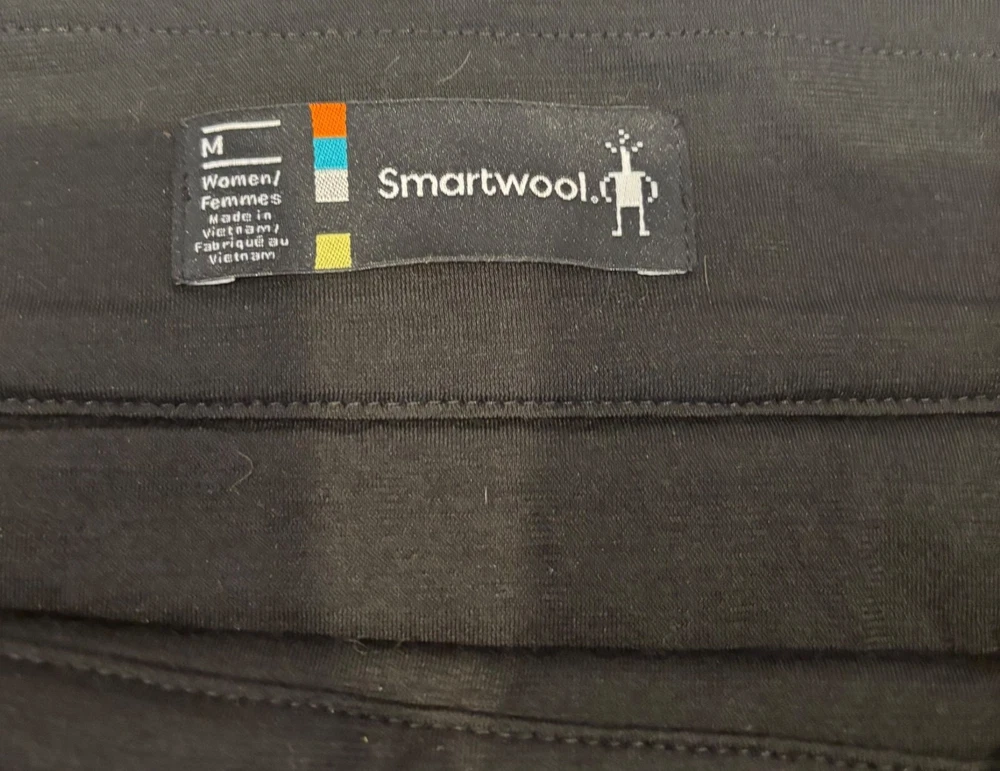 M
Women/
Femmes
Made in
Vietnam/
Fabriqué au
Vietnam
Smartwool.